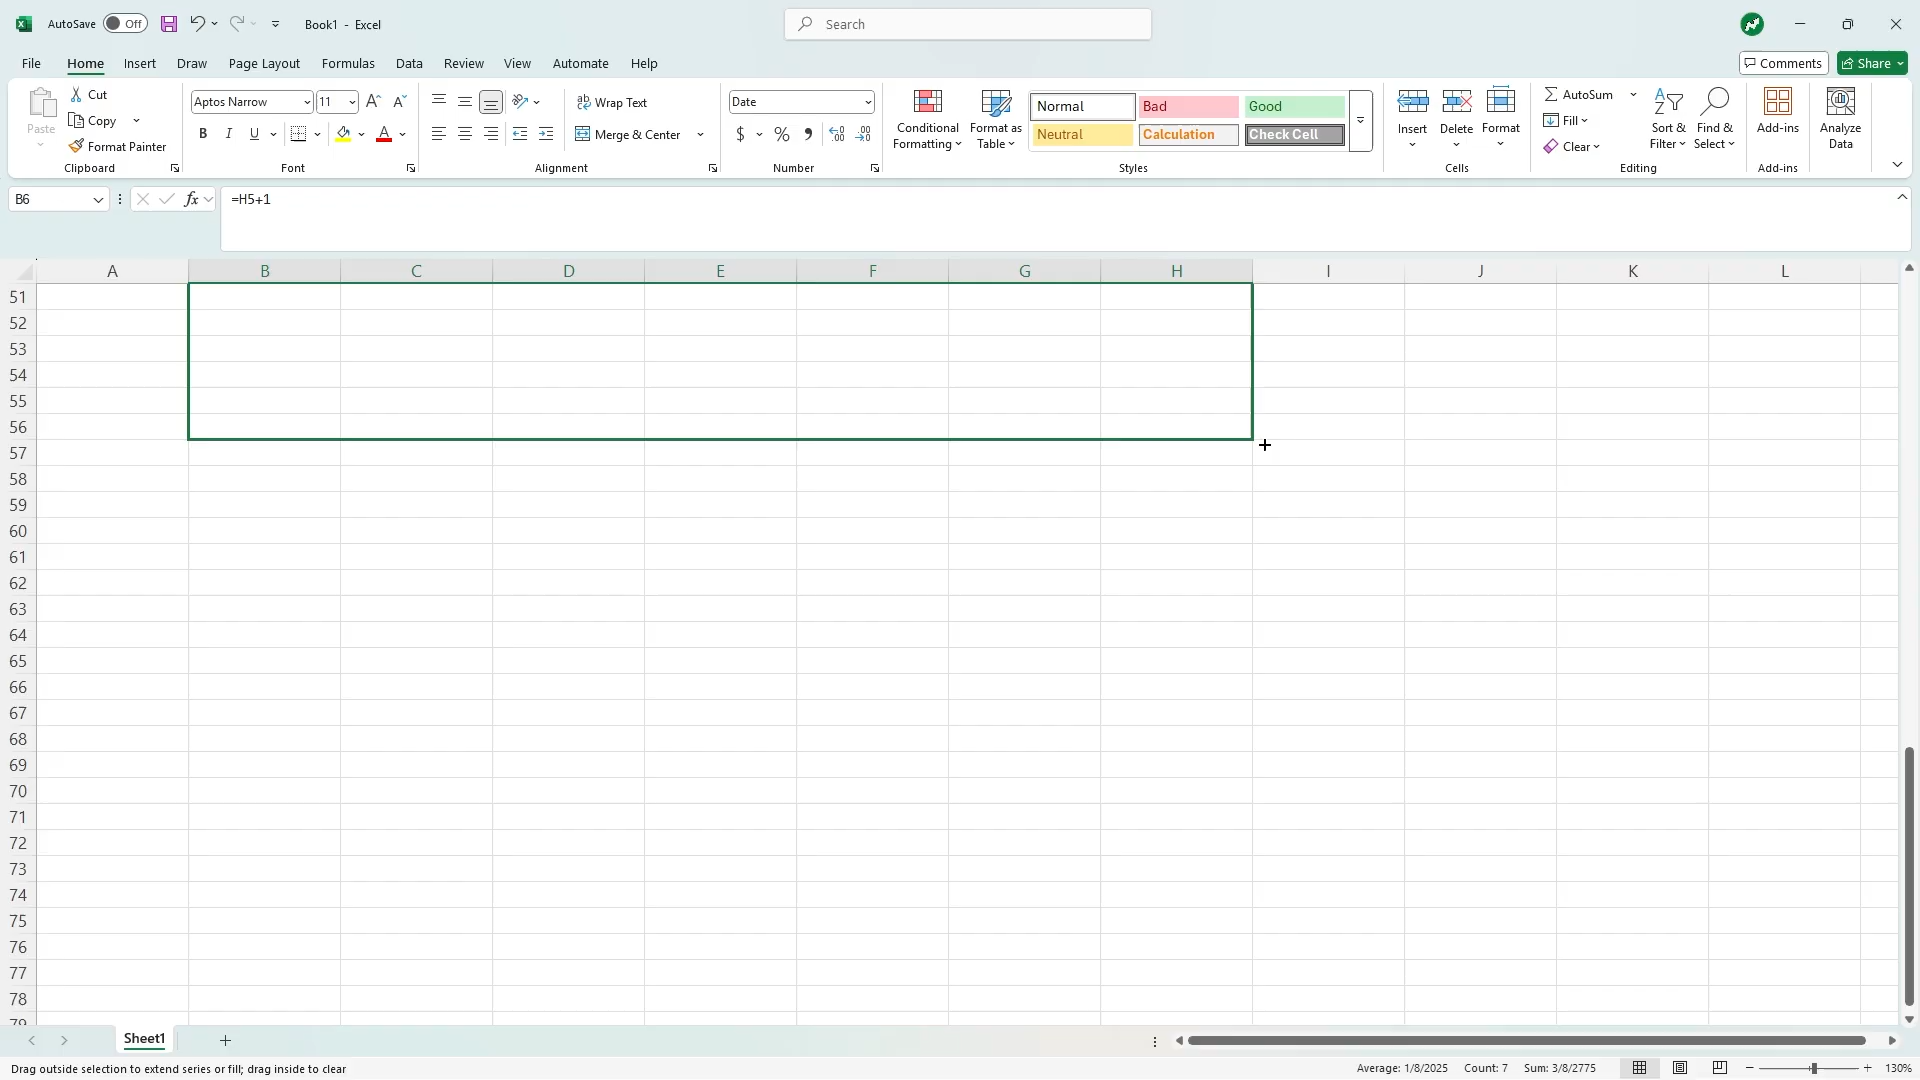 AutoSave Off Book1 - Excel Search
File Home Insert Draw Page Layout Formulas Data Review View Automate Help Comments Share
Paste Cut Copy Format Painter Clipboard
Aptos Narrow 11 B I U A Font
ab Wrap Text Merge & Center Alignment
Date $ % , Number
Conditional Formatting Format as Table
Normal Bad Good
Neutral Calculation Check Cell
Styles
Insert Delete Format Cells
AutoSum Fill Clear Sort & Filter Find & Select Editing
Add-ins Add-ins
Analyze Data
B6 fx =H5+1
A B C D E F G H I J K L
51
52
53
54
55
56
57
58
59
60
61
62
63
64
65
66
67
68
69
70
71
72
73
74
75
76
77
78
79
Sheet1
Drag outside selection to extend series or fill; drag inside to clear Average: 1/8/2025 Count: 7 Sum: 3/8/2775 130%